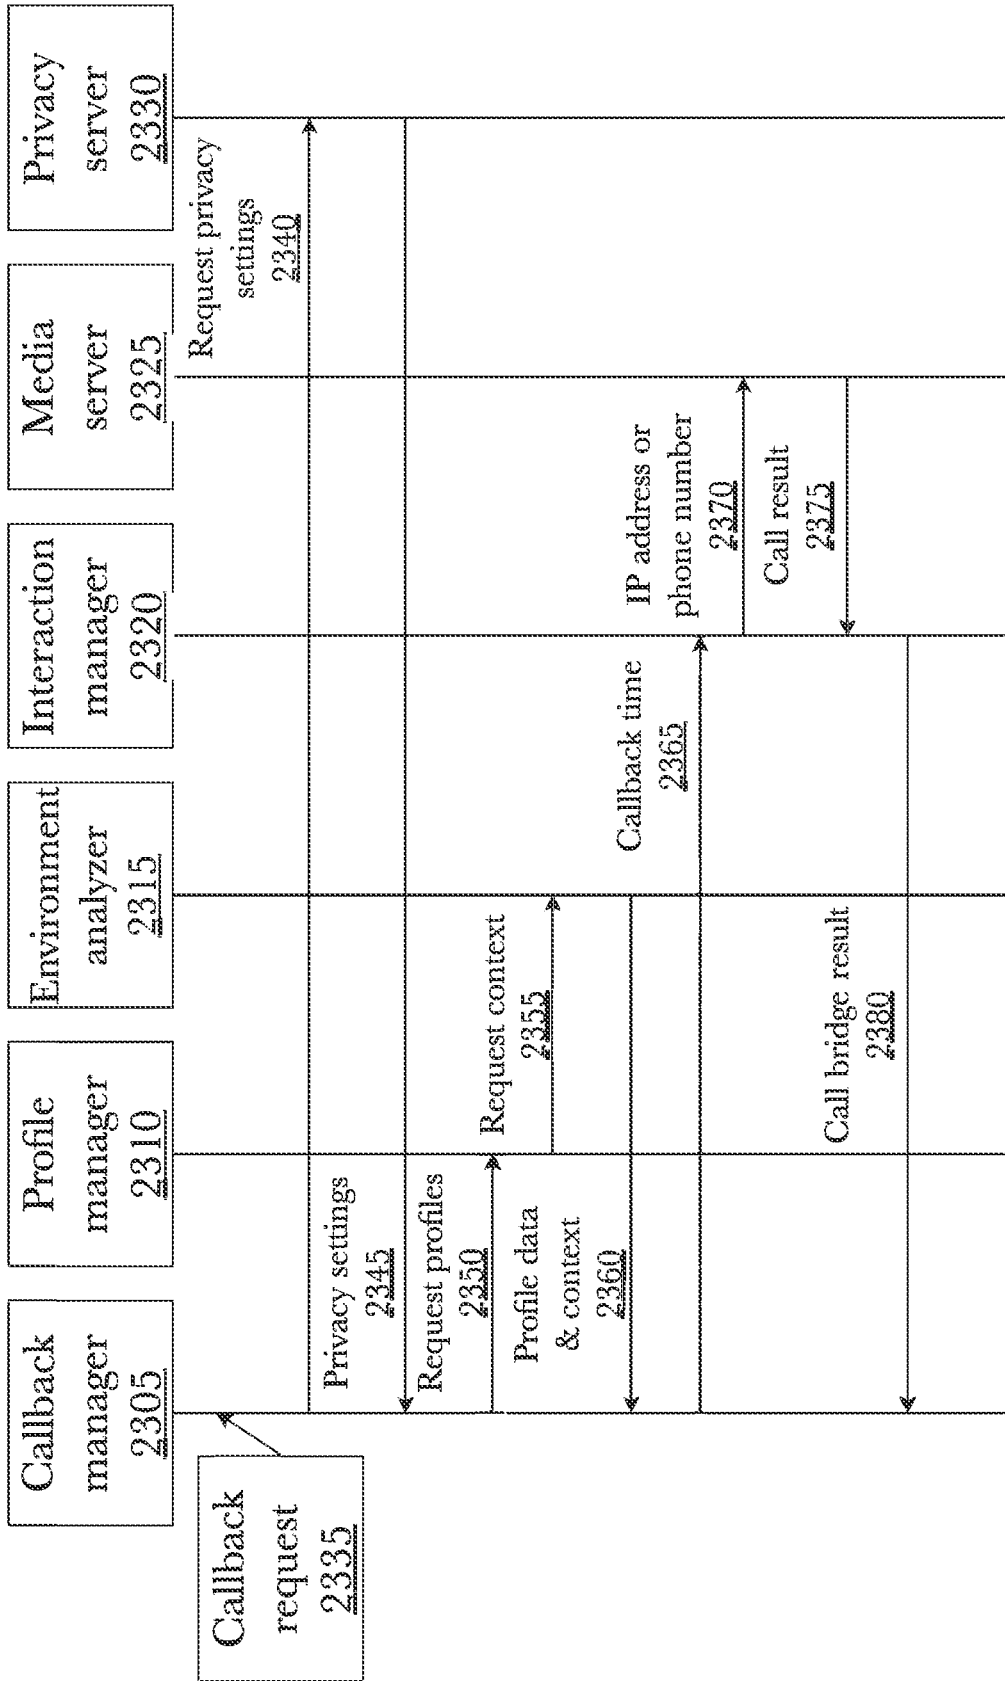 Callback
manager
2305
Profile
manager
2310
Environment
analyzer
2315
Interaction
manager
2320
Media
server
2325
Privacy
server
2330
Callback
request
2335
Request privacy
settings
2340
Privacy settings
2345
Request profiles
2350
Request context
2355
Profile data
& context
2360
Callback time
2365
IP address or
phone number
2370
Call result
2375
Call bridge result
2380